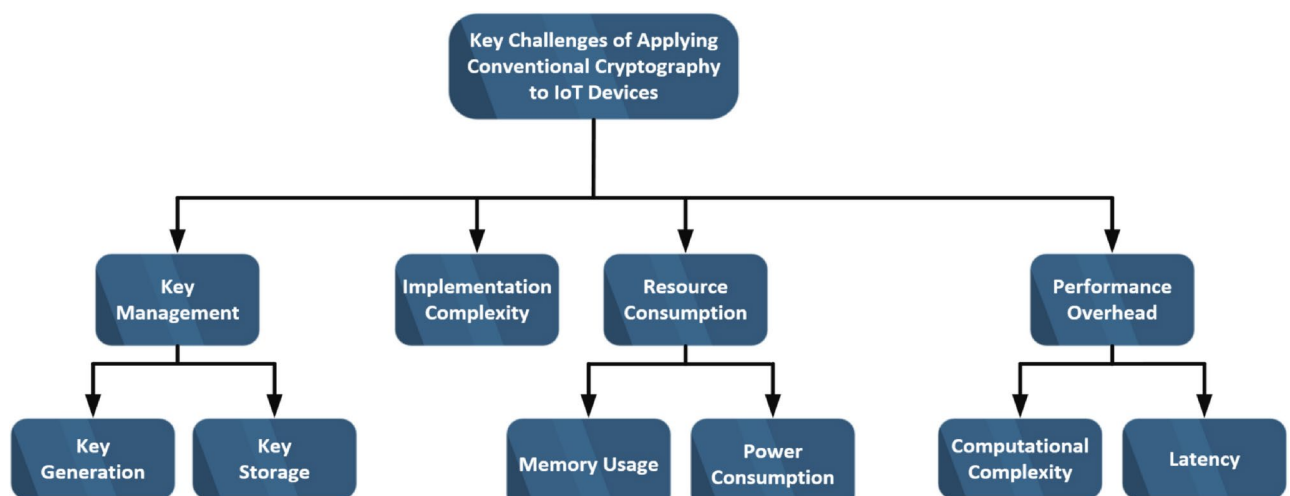 Key Challenges of Applying
Conventional Cryptography
to IoT Devices
Key
Management
Implementation
Complexity
Resource
Consumption
Performance
Overhead
Key
Generation
Key
Storage
Memory Usage
Power
Consumption
Computational
Complexity
Latency